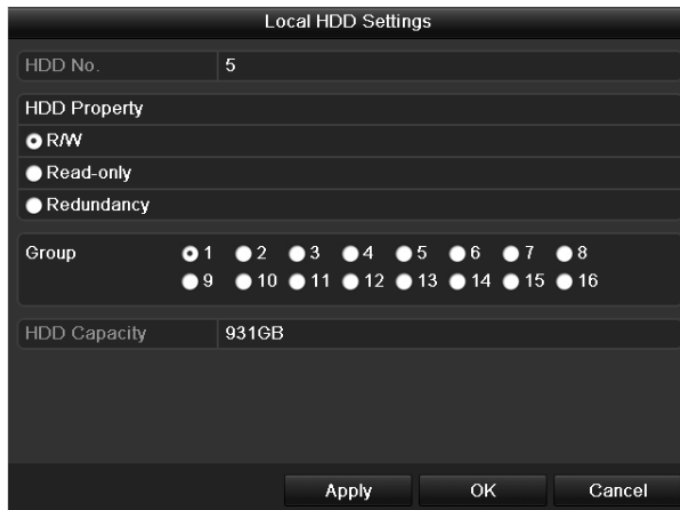 Local HDD Settings
HDD No. 5
HDD Property
R/W
Read-only
Redundancy
Group 1 2 3 4 5 6 7 8
9 10 11 12 13 14 15 16
HDD Capacity 931GB
Apply OK Cancel